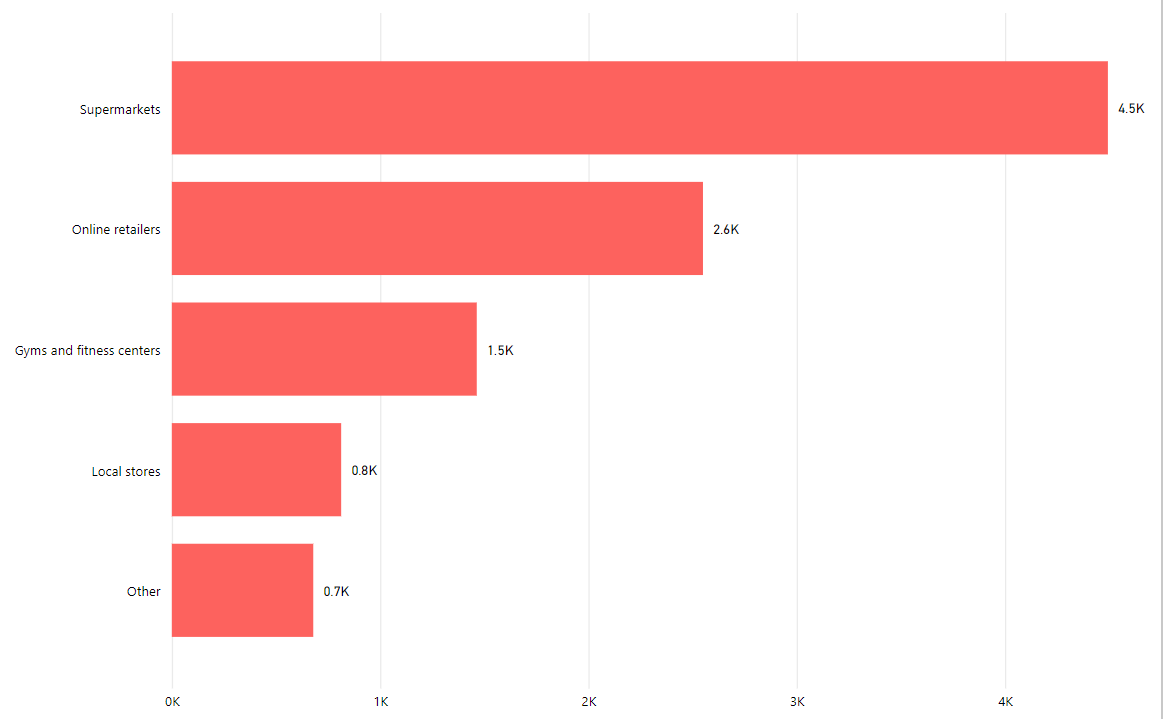 Supermarkets 4.5K
Online retailers 2.6K
Gyms and fitness centers 1.5K
Local stores 0.8K
Other 0.7K
0K 1K 2K 3K 4K